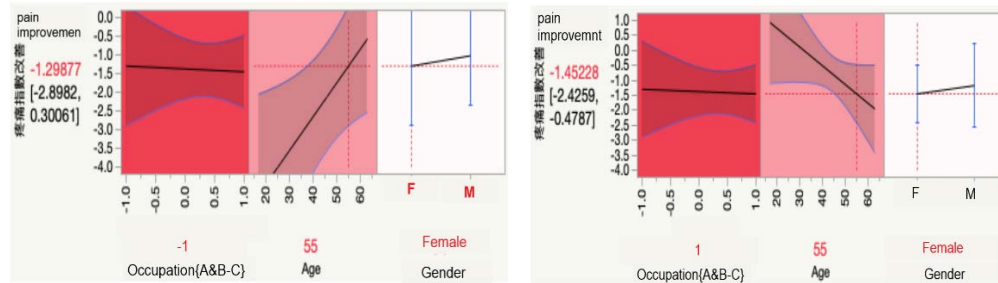 pain
improvemen
疼痛指數改善
-1.29877
[-2.8982,
0.30061]
0.0
-0.5
-1.0
-1.5
-2.0
-2.5
-3.0
-3.5
-4.0
-1.0
-0.5
0.0
0.5
1.0
20
30
40
50
60
F
M
-1
55
Female
Occupation{A&B-C}
Age
Gender
pain
improvemnt
疼痛指數改善
-1.45228
[-2.4259,
-0.4787]
1.0
0.5
0.0
-0.5
-1.0
-1.5
-2.0
-2.5
-3.0
-3.5
-4.0
-1.0
-0.5
0.0
0.5
1.0
20
30
40
50
60
F
M
1
55
Female
Occupation{A&B-C}
Age
Gender